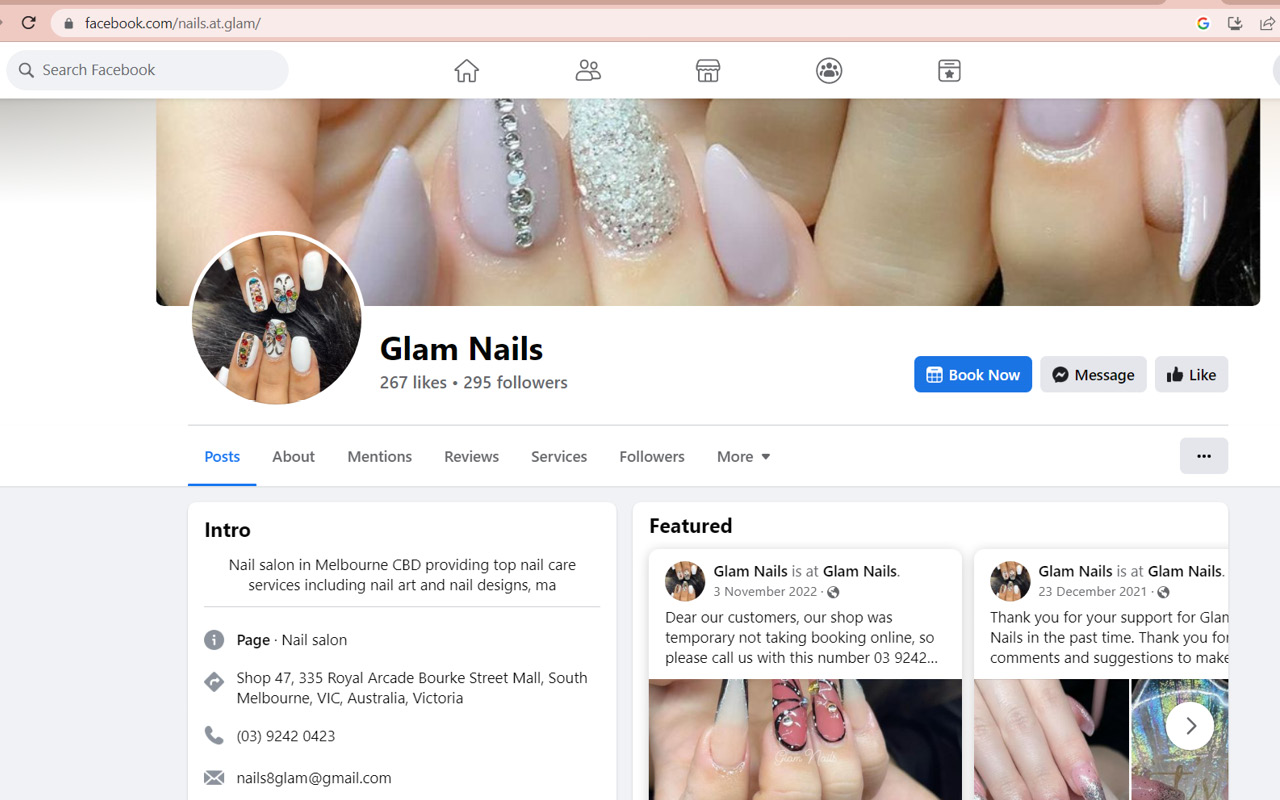 facebook.com/nails.at.glam/
Search Facebook
Glam Nails
267 likes • 295 followers
Book Now
Message
Like
Posts
About
Mentions
Reviews
Services
Followers
More
Intro
Nail salon in Melbourne CBD providing top nail care
services including nail art and nail designs, ma
Page · Nail salon
Shop 47, 335 Royal Arcade Bourke Street Mall, South
Melbourne, VIC, Australia, Victoria
(03) 9242 0423
nails8glam@gmail.com
Featured
Glam Nails is at Glam Nails.
3 November 2022 ·
Dear our customers, our shop was
temporary not taking booking online, so
please call us with this number 03 9242...
Glam Nails
Glam Nails is at Glam Nails.
23 December 2021 ·
Thank you for your support for Glam
Nails in the past time. Thank you for
comments and suggestions to make